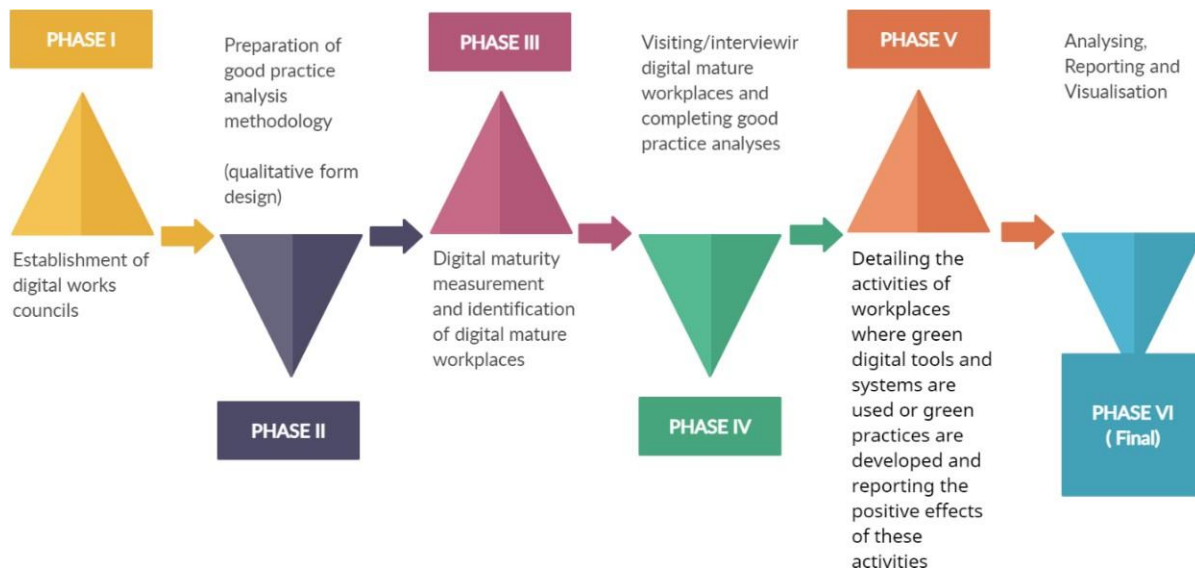 PHASE I
Establishment of
digital works
councils
Preparation of
good practice
analysis
methodology
(qualitative form
design)
PHASE II
PHASE III
Digital maturity
measurement
and identification
of digital mature
workplaces
Visiting/interviewir
digital mature
workplaces and
completing good
practice analyses
PHASE IV
PHASE V
Detailing the
activities of
workplaces
where green
digital tools and
systems are
used or green
practices are
developed and
reporting the
positive effects
of these
activities
Analysing,
Reporting and
Visualisation
PHASE VI
( Final)